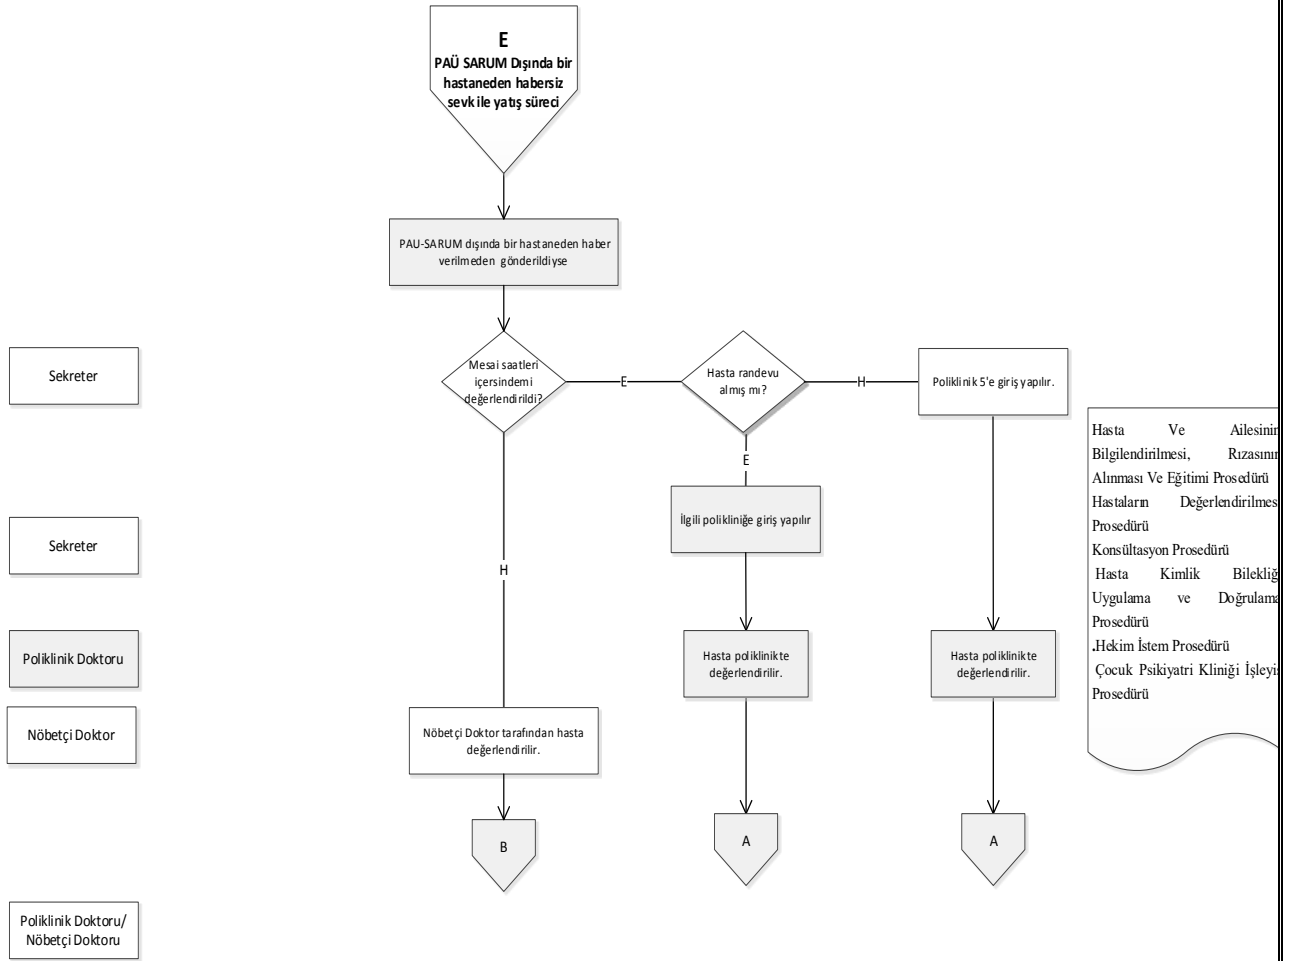 E
PAÜ SARUM Dışında bir
hastaneden habersiz
sevk ile yatış süreci
PAU-SARUM dışında bir hastaneden haber
verilmeden gönderildiyse
Sekreter
Mesai saatleri
içersindemi
değerlendirildi?
E
Hasta randevu
almış mı?
H
Poliklinik 5'e giriş yapılır.
E
Hasta Ve Ailesinin
Bilgilendirilmesi, Rızasının
Alınması Ve Eğitimi Prosedürü
Hastaların Değerlendirilmes
Prosedürü
Konsültasyon Prosedürü
Hasta Kimlik Bilekliğ
Uygulama ve Doğrulama
Prosedürü
.Hekim İstem Prosedürü
Çocuk Psikiyatri Kliniği İşleyiş
Prosedürü
Sekreter
İlgili polikliniğe giriş yapılır
H
Poliklinik Doktoru
Hasta poliklinikte
değerlendirilir.
Hasta poliklinikte
değerlendirilir.
Nöbetçi Doktor
Nöbetçi Doktor tarafından hasta
değerlendirilir.
B
A
A
Poliklinik Doktoru/
Nöbetçi Doktoru